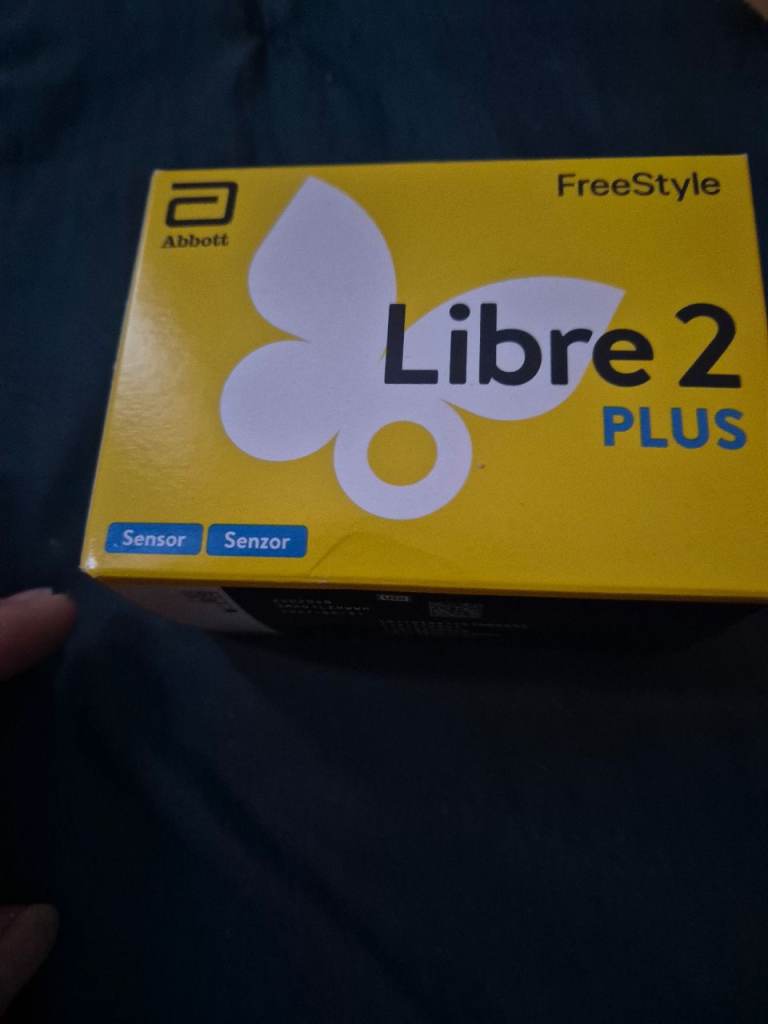 Abbott
FreeStyle
Libre 2
PLUS
Sensor Senzor